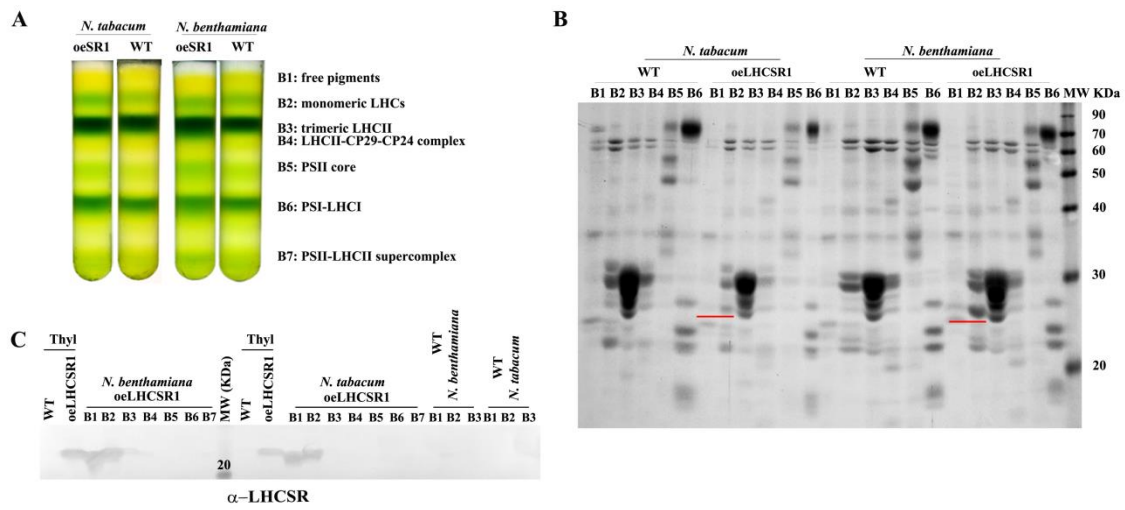 A
N. tabacum N. benthamiana
oeSR1 WT oeSR1 WT
B1: free pigments
B2: monomeric LHCs
B3: trimeric LHCII
B4: LHCII-CP29-CP24 complex
B5: PSII core
B6: PSI-LHCI
B7: PSII-LHCII supercomplex
B
N. tabacum N. benthamiana
WT oeLHCSR1 WT oeLHCSR1
B1 B2 B3 B4 B5 B6 B1 B2 B3 B4 B5 B6 B1 B2 B3 B4 B5 B6 B1 B2 B3 B4 B5 B6 MW KDa
90
70
60
50
40
30
20
C
Thyl
WT
oeLHCSR1
N. benthamiana
oeLHCSR1
B1 B2 B3 B4 B5 B6 B7
MW (KDa)
Thyl
WT
oeLHCSR1
N. tabacum
oeLHCSR1
B1 B2 B3 B4 B5 B6 B7
WT
N. benthamiana
B1 B2 B3
WT
N. tabacum
B1 B2 B3
20
α–LHCSR